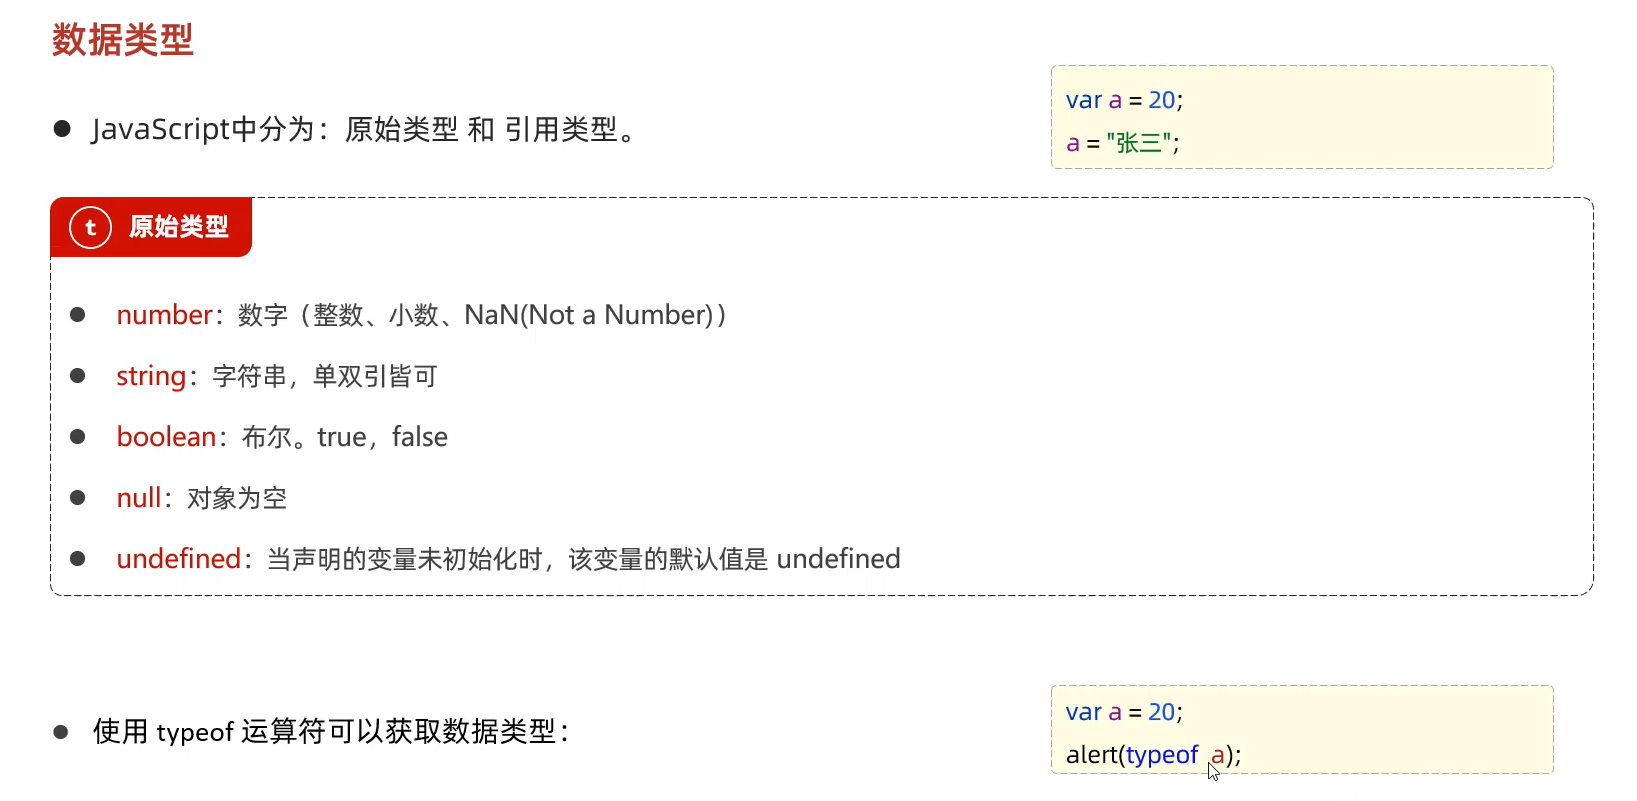 数据类型
var a = 20;
a = "张三";
JavaScript中分为：原始类型 和 引用类型。
t 原始类型
number：数字（整数、小数、NaN(Not a Number)）
string：字符串，单双引皆可
boolean：布尔。true，false
null：对象为空
undefined：当声明的变量未初始化时，该变量的默认值是 undefined
使用 typeof 运算符可以获取数据类型：
var a = 20;
alert(typeof a);